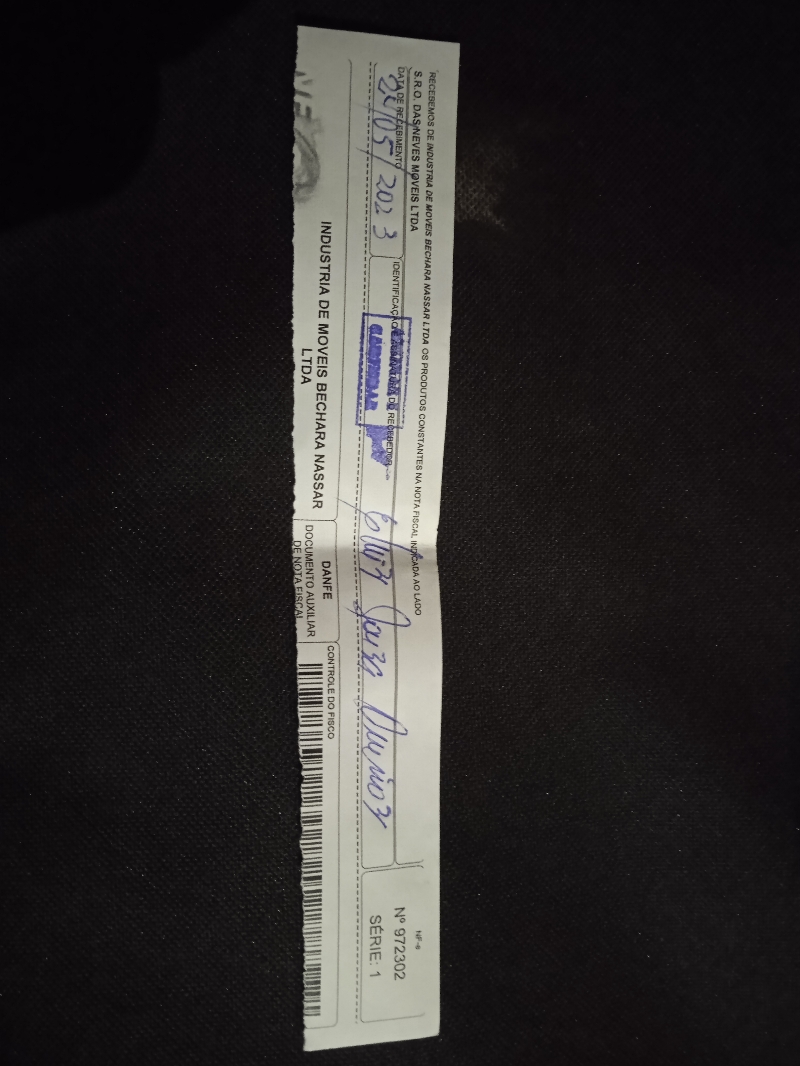 RECEBEMOS DE INDUSTRIA DE MOVEIS BECHARA NASSAR LTDA OS PRODUTOS CONSTANTES NA NOTA FISCAL INDICADA AO LADO
S.R.O. DAS NEVES MOVEIS LTDA
DATA DE RECEBIMENTO
/05/2023
IDENTIFICAÇÃO E ASSINATURA DO RECEBEDOR
NF-e
Nº 972302
SÉRIE: 1
INDUSTRIA DE MOVEIS BECHARA NASSAR
LTDA
DANFE
DOCUMENTO AUXILIAR
DE NOTA FISCAL
CONTROLE DO FISCO